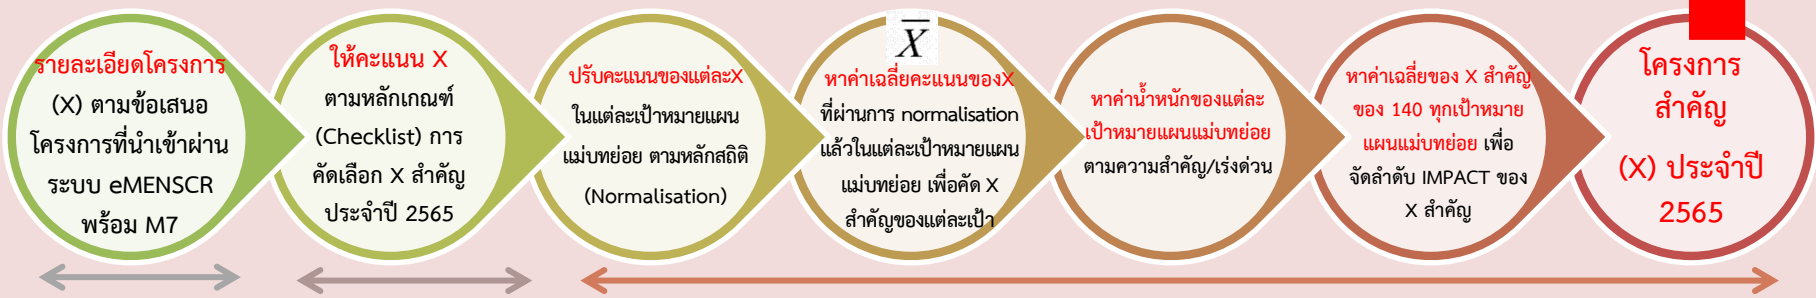 รายละเอียดโครงการ
(X) ตามข้อเสนอ
โครงการที่นำเข้าผ่าน
ระบบ eMENSCR
พร้อม M7
ให้คะแนน X
ตามหลักเกณฑ์
(Checklist) การ
คัดเลือก X สำคัญ
ประจำปี 2565
ปรับคะแนนของแต่ละX
ในแต่ละเป้าหมายแผน
แม่บทย่อย ตามหลักสถิติ
(Normalisation)
X̅
หาค่าเฉลี่ยคะแนนของX
ที่ผ่านการ normalisation
แล้วในแต่ละเป้าหมายแผน
แม่บทย่อย เพื่อคัด X
สำคัญของแต่ละเป้า
หาค่าน้ำหนักของแต่ละ
เป้าหมายแผนแม่บทย่อย
ตามความสำคัญ/เร่งด่วน
หาค่าเฉลี่ยของ X สำคัญ
ของ 140 ทุกเป้าหมาย
แผนแม่บทย่อย เพื่อ
จัดลำดับ IMPACT ของ
X สำคัญ
โครงการ
สำคัญ
(X) ประจำปี
2565